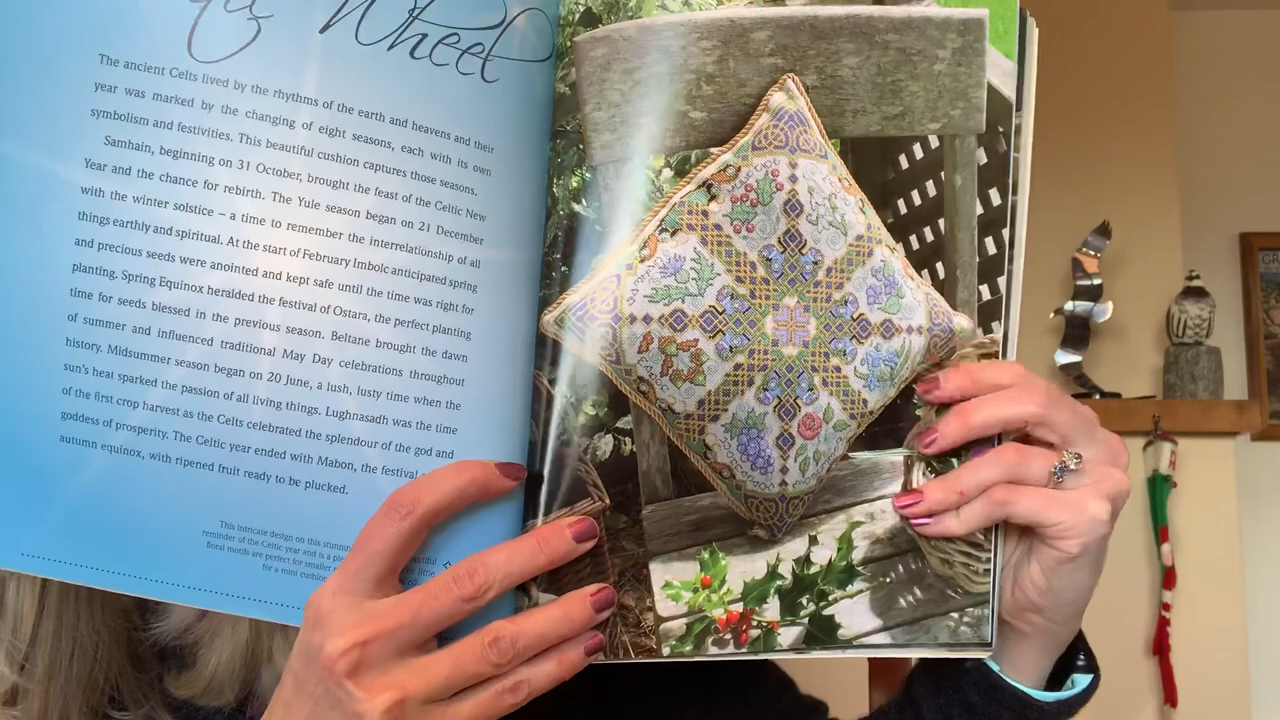 Wheel
The ancient Celts lived by the rhythms of the earth and heavens and their
year was marked by the changing of eight seasons, each with its own
symbolism and festivities. This beautiful cushion captures those seasons.
Samhain, beginning on 31 October, brought the feast of the Celtic New
Year and the chance for rebirth. The Yule season began on 21 December
with the winter solstice – a time to remember the interrelationship of all
things earthly and spiritual. At the start of February Imbolc anticipated spring
and precious seeds were anointed and kept safe until the time was right for
planting. Spring Equinox heralded the festival of Ostara, the perfect planting
time for seeds blessed in the previous season. Beltane brought the dawn
of summer and influenced traditional May Day celebrations throughout
history. Midsummer season began on 20 June, a lush, lusty time when the
sun's heat sparked the passion of all living things. Lughnasadh was the time
of the first crop harvest as the Celts celebrated the splendour of the god and
goddess of prosperity. The Celtic year ended with Mabon, the festival
autumn equinox, with ripened fruit ready to be plucked.
This intricate design on this
reminder of the Celtic year and is a
floral motifs are perfect for smaller
for a mini